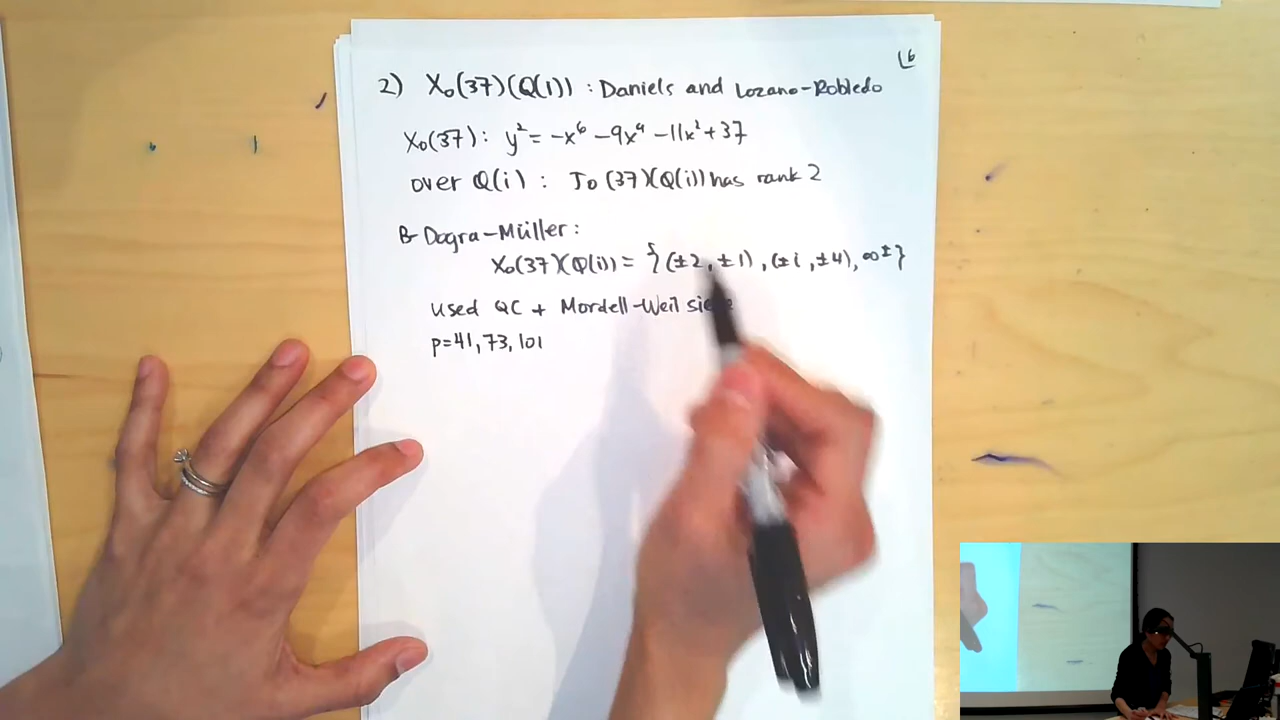 6
2) X₀(37)(Q(i)) : Daniels and Lozano-Robledo
X₀(37): y² = -x⁶ -9x⁴ -11x² +37
over Q(i) : J₀(37)(Q(i)) has rank 2
B-Dogra-Müller:
X₀(37)(Q(i)) = {(±2, ±1), (±i, ±4), ∞±}
used QC + Mordell-Weil sieve
p=41, 73, 101